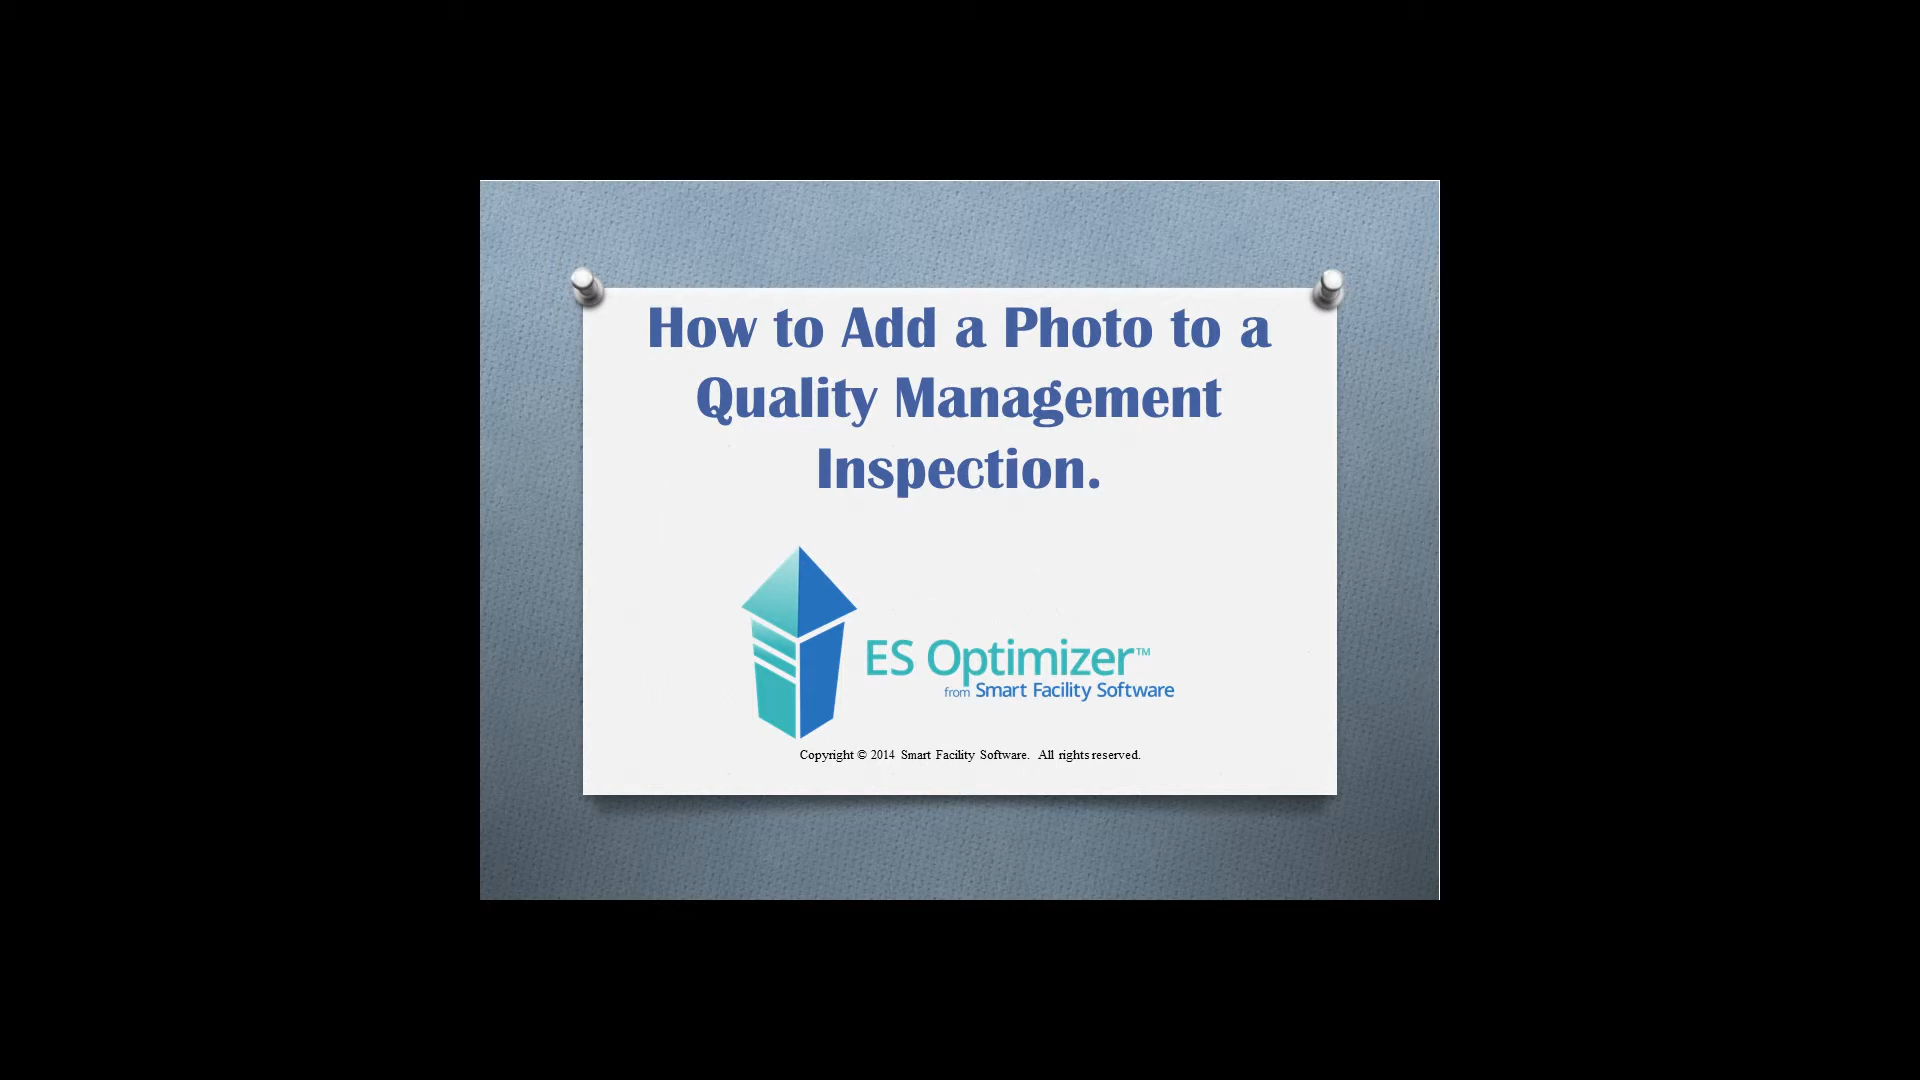 How to Add a Photo to a
Quality Management
Inspection.
ES Optimizer™
from Smart Facility Software
Copyright © 2014 Smart Facility Software. All rights reserved.